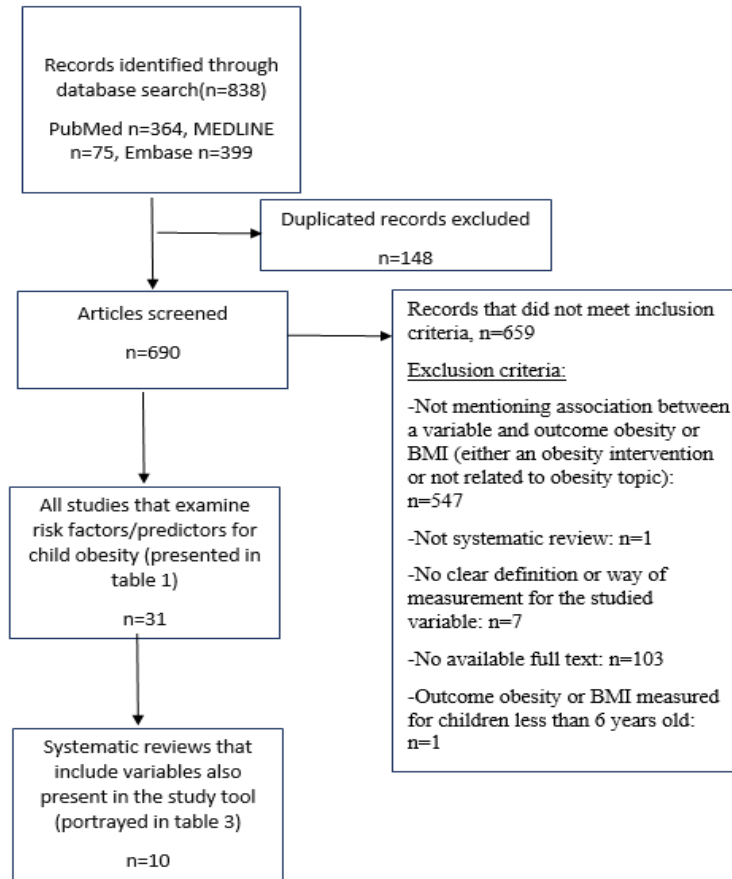 Records identified through
database search(n=838)
PubMed n=364, MEDLINE
n=75, Embase n=399
Duplicated records excluded
n=148
Articles screened
n=690
Records that did not meet inclusion
criteria, n=659
Exclusion criteria:
-Not mentioning association between
a variable and outcome obesity or
BMI (either an obesity intervention
or not related to obesity topic):
n=547
-Not systematic review: n=1
-No clear definition or way of
measurement for the studied
variable: n=7
-No available full text: n=103
-Outcome obesity or BMI measured
for children less than 6 years old:
n=1
All studies that examine
risk factors/predictors for
child obesity (presented in
table 1)
n=31
Systematic reviews that
include variables also
present in the study tool
(portrayed in table 3)
n=10